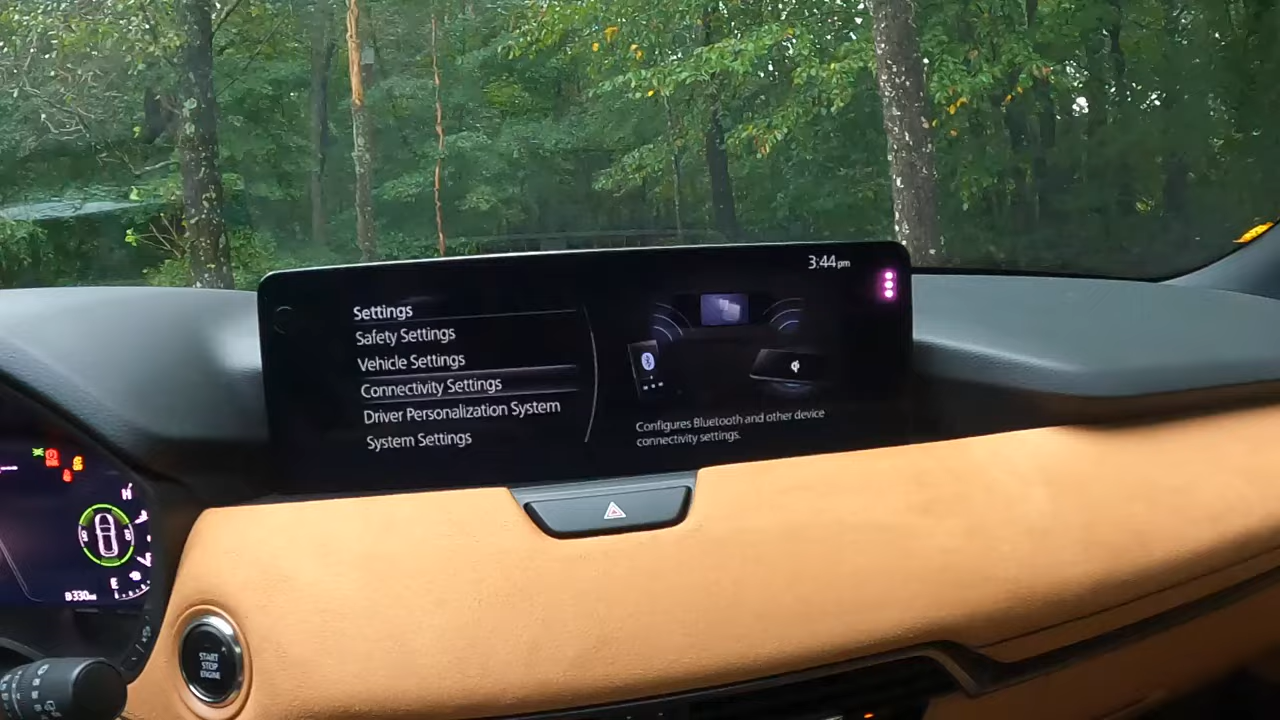 3:44 pm
Settings
Safety Settings
Vehicle Settings
Connectivity Settings
Driver Personalization System
System Settings
Configures Bluetooth and other device
connectivity settings.
H
E
330mi
START
STOP
ENGINE